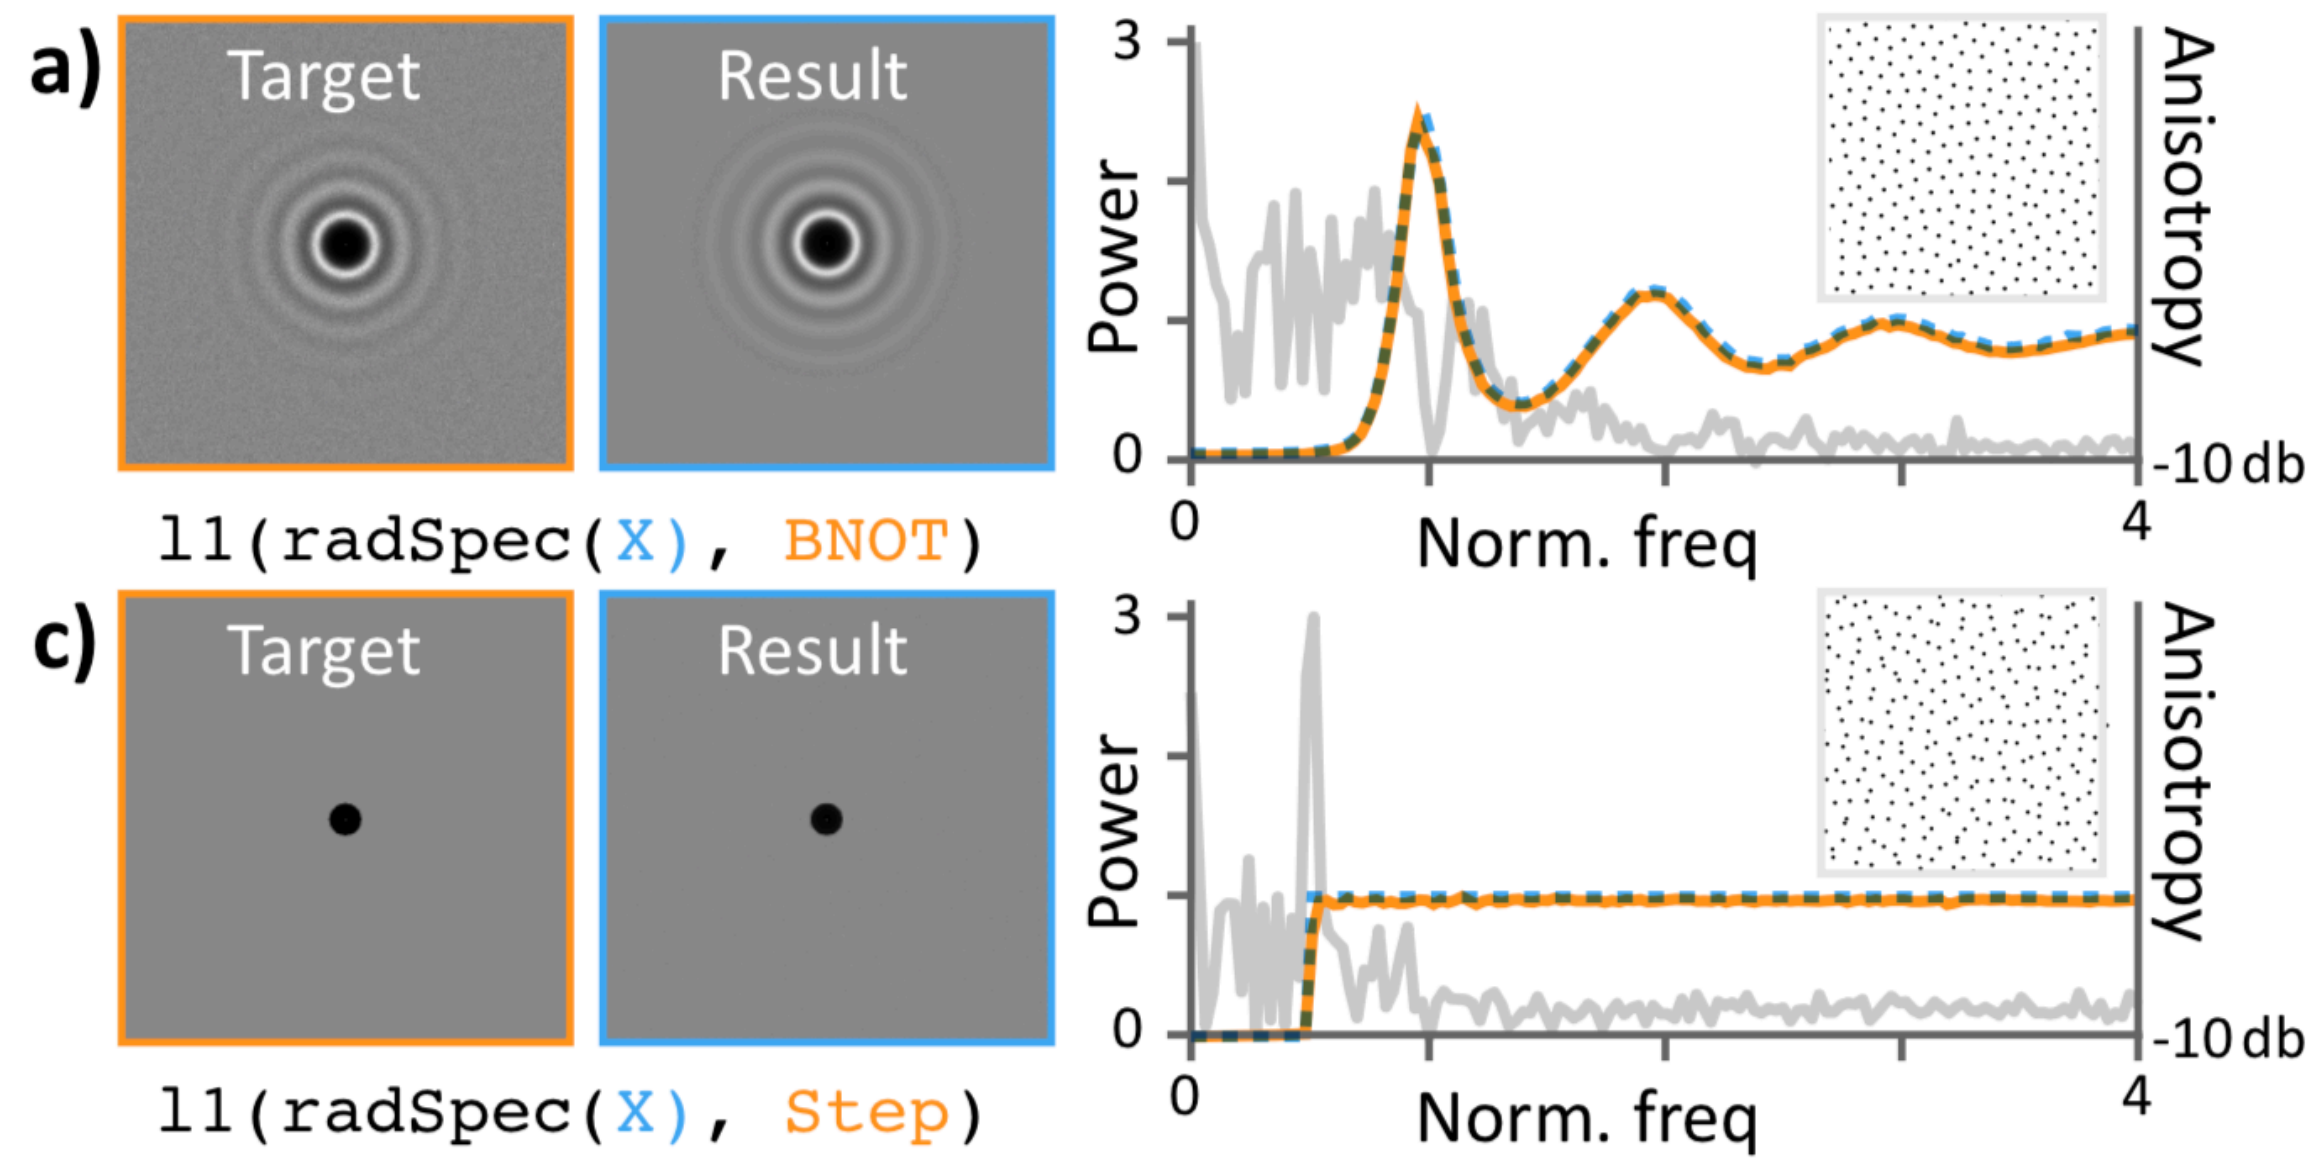 a)
Target
Result
3
Power
0
0
Norm. freq
4
Anisotropy
-10 db
l1(radSpec(X), BNOT)
c)
Target
Result
3
Power
0
0
Norm. freq
4
Anisotropy
-10 db
l1(radSpec(X), Step)